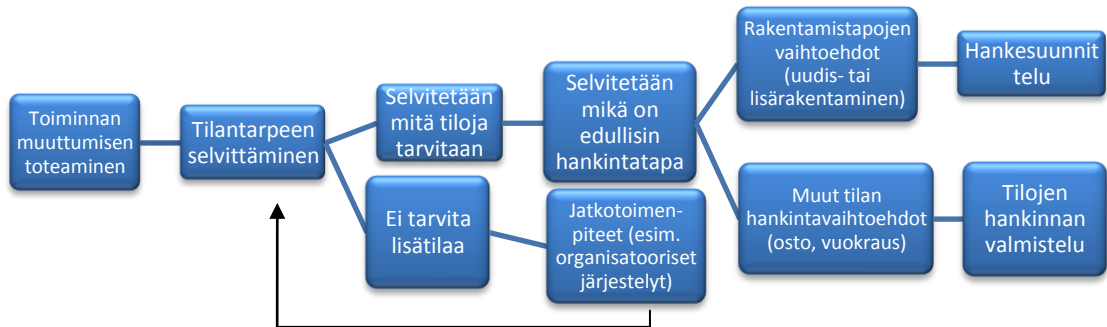 Toiminnan
muuttumisen
toteaminen
Tilantarpeen
selvittäminen
Selvitetään
mitä tiloja
tarvitaan
Ei tarvita
lisätilaa
Selvitetään
mikä on
edullisin
hankintatapa
Jatkotoimen-
piteet (esim.
organisatooriset
järjestelyt)
Rakentamistapojen
vaihtoehdot
(uudis- tai
lisärakentaminen)
Muut tilan
hankintavaihtoehdot
(osto, vuokraus)
Hankesuunnit
telu
Tilojen
hankinnan
valmistelu